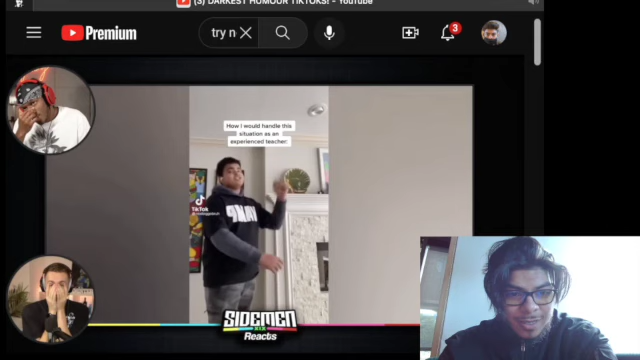 (3) DARKEST HUMOUR TIKTOKS! - YouTube
Premium
try n
3
How I would handle this
situation as an
experienced teacher:
TikTok
SIDEMEN
XIX
Reacts